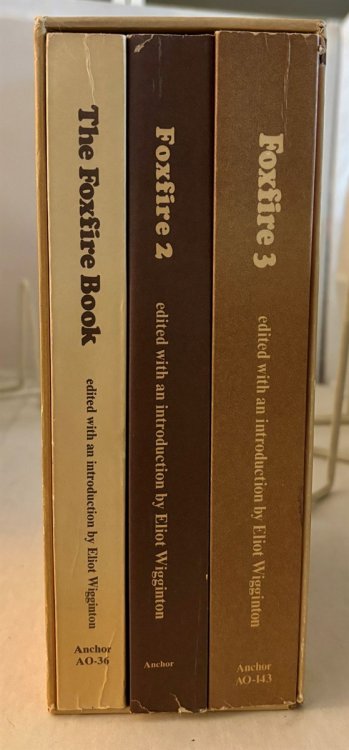 The Foxfire Book
edited with an introduction by Eliot Wigginton
Anchor
AO-36
Foxfire 2
edited with an introduction by Eliot Wigginton
Anchor
Foxfire 3
edited with an introduction by Eliot Wigginton
Anchor
AO-143